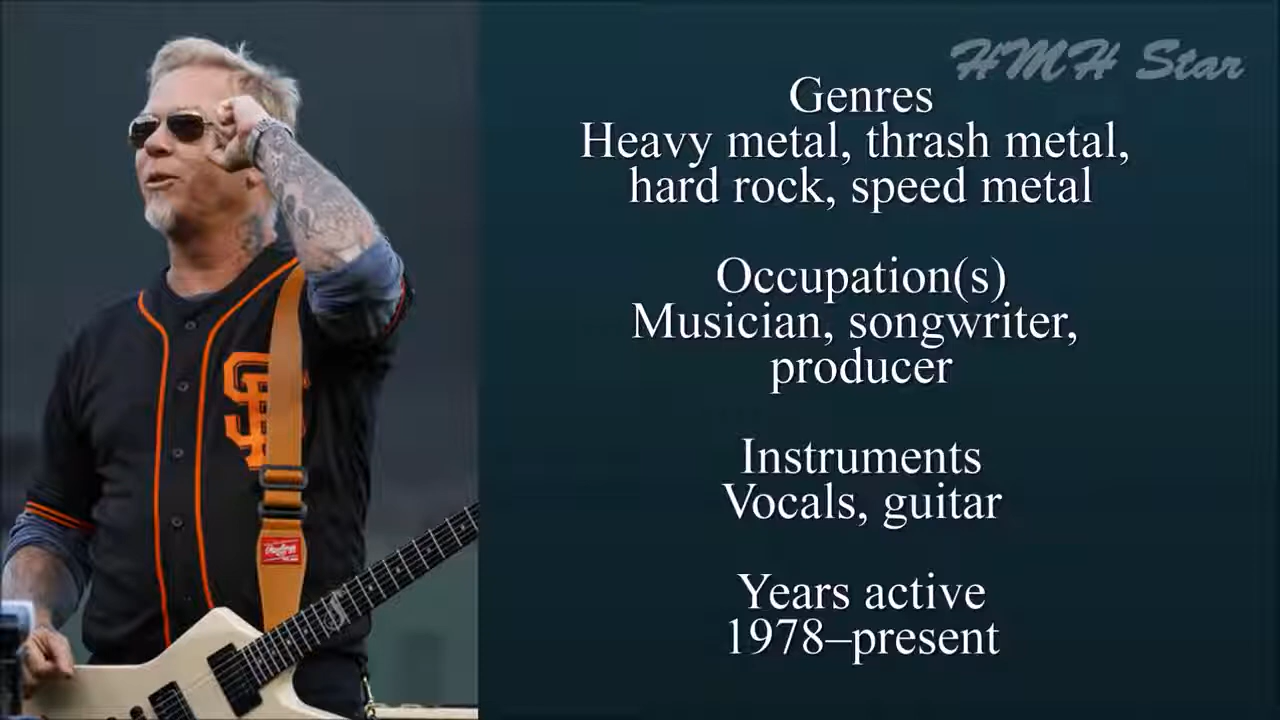 HMH Star
Genres
Heavy metal, thrash metal,
hard rock, speed metal
Occupation(s)
Musician, songwriter,
producer
Instruments
Vocals, guitar
Years active
1978–present
SF
Rawlings